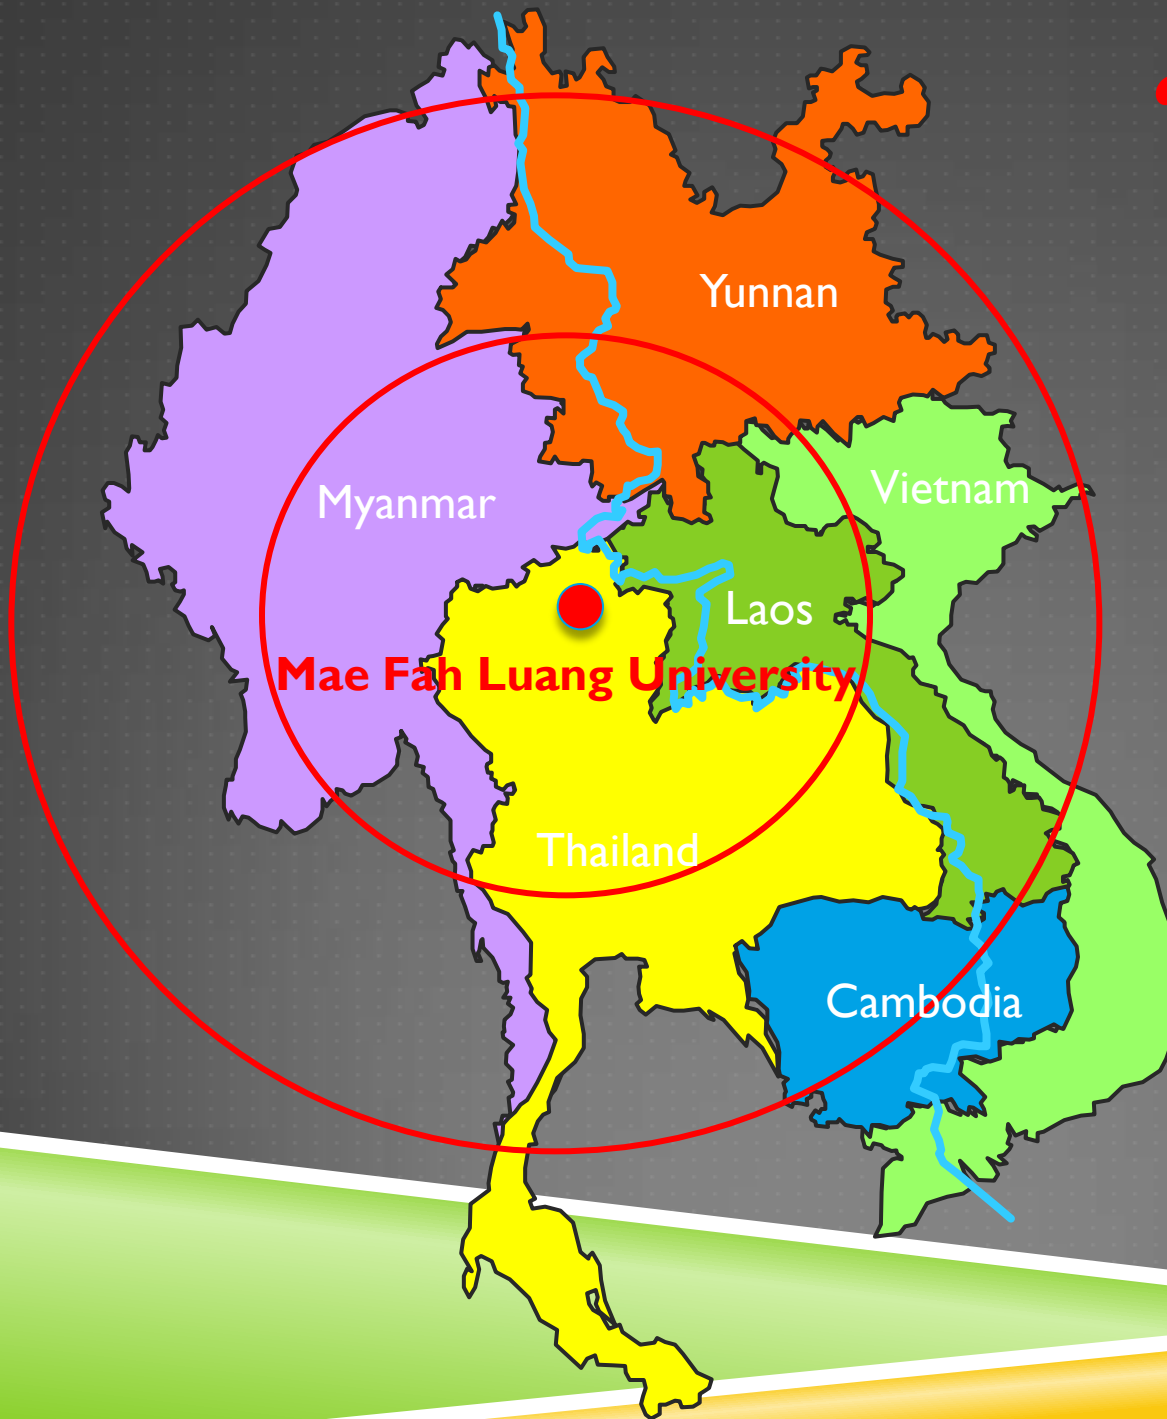 Yunnan
Myanmar
Vietnam
Laos
Mae Fah Luang University
Thailand
Cambodia